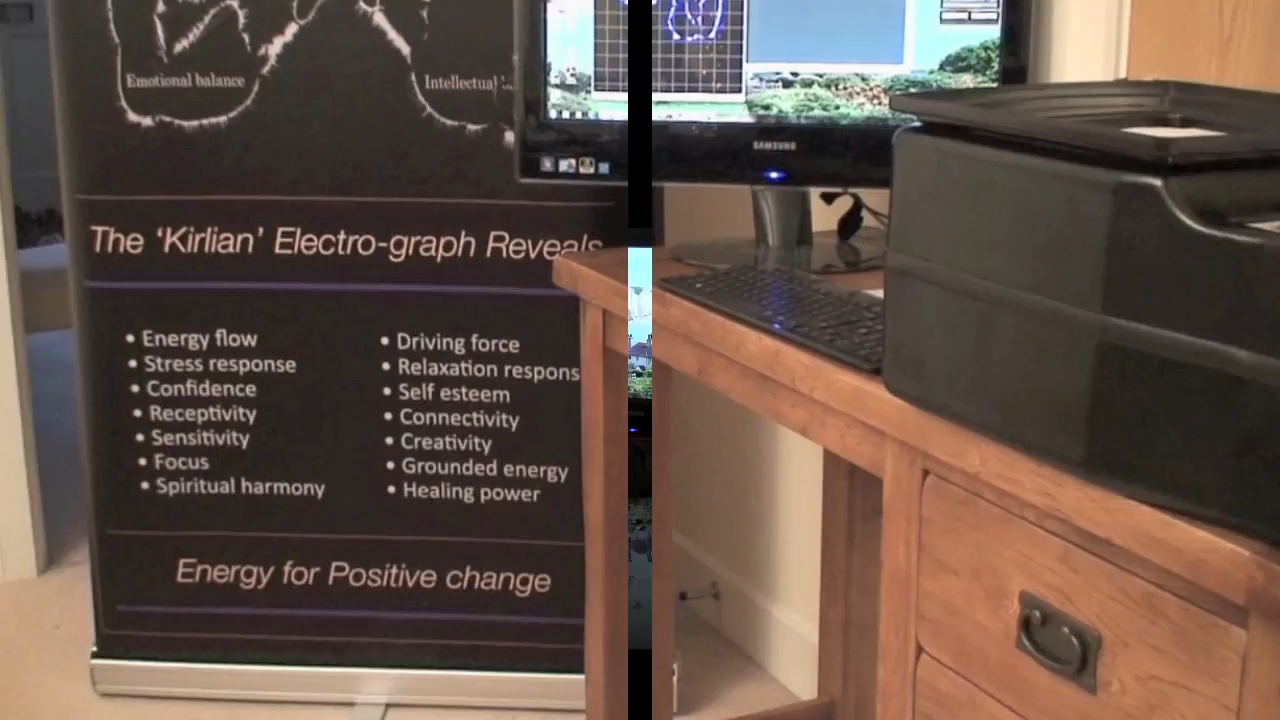 Emotional balance
Intellectual
SAMSUNG
The 'Kirlian' Electro-graph Reveals
• Energy flow
• Stress response
• Confidence
• Receptivity
• Sensitivity
• Focus
• Spiritual harmony
• Driving force
• Relaxation respons
• Self esteem
• Connectivity
• Creativity
• Grounded energy
• Healing power
Energy for Positive change